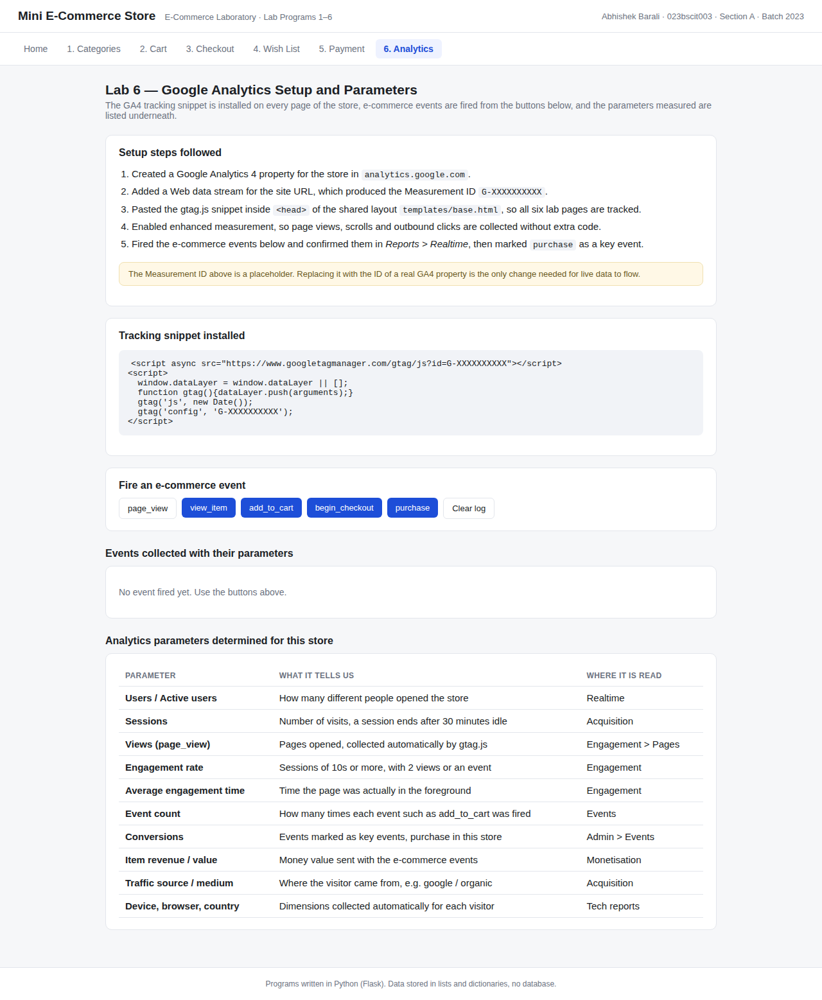 Mini E-Commerce Store E-Commerce Laboratory · Lab Programs 1–6 Abhishek Barali · 023bscit003 · Section A · Batch 2023
Home 1. Categories 2. Cart 3. Checkout 4. Wish List 5. Payment 6. Analytics
Lab 6 — Google Analytics Setup and Parameters
The GA4 tracking snippet is installed on every page of the store, e-commerce events are fired from the buttons below, and the parameters measured are
listed underneath.
Setup steps followed
1. Created a Google Analytics 4 property for the store in analytics.google.com.
2. Added a Web data stream for the site URL, which produced the Measurement ID G-XXXXXXXXXX.
3. Pasted the gtag.js snippet inside <head> of the shared layout templates/base.html, so all six lab pages are tracked.
4. Enabled enhanced measurement, so page views, scrolls and outbound clicks are collected without extra code.
5. Fired the e-commerce events below and confirmed them in Reports > Realtime, then marked purchase as a key event.
The Measurement ID above is a placeholder. Replacing it with the ID of a real GA4 property is the only change needed for live data to flow.
Tracking snippet installed
<script async src="https://www.googletagmanager.com/gtag/js?id=G-XXXXXXXXXX"></script>
<script>
  window.dataLayer = window.dataLayer || [];
  function gtag(){dataLayer.push(arguments);}
  gtag('js', new Date());
  gtag('config', 'G-XXXXXXXXXX');
</script>
Fire an e-commerce event
page_view view_item add_to_cart begin_checkout purchase Clear log
Events collected with their parameters
No event fired yet. Use the buttons above.
Analytics parameters determined for this store
PARAMETER WHAT IT TELLS US WHERE IT IS READ
Users / Active users How many different people opened the store Realtime
Sessions Number of visits, a session ends after 30 minutes idle Acquisition
Views (page_view) Pages opened, collected automatically by gtag.js Engagement > Pages
Engagement rate Sessions of 10s or more, with 2 views or an event Engagement
Average engagement time Time the page was actually in the foreground Engagement
Event count How many times each event such as add_to_cart was fired Events
Conversions Events marked as key events, purchase in this store Admin > Events
Item revenue / value Money value sent with the e-commerce events Monetisation
Traffic source / medium Where the visitor came from, e.g. google / organic Acquisition
Device, browser, country Dimensions collected automatically for each visitor Tech reports
Programs written in Python (Flask). Data stored in lists and dictionaries, no database.